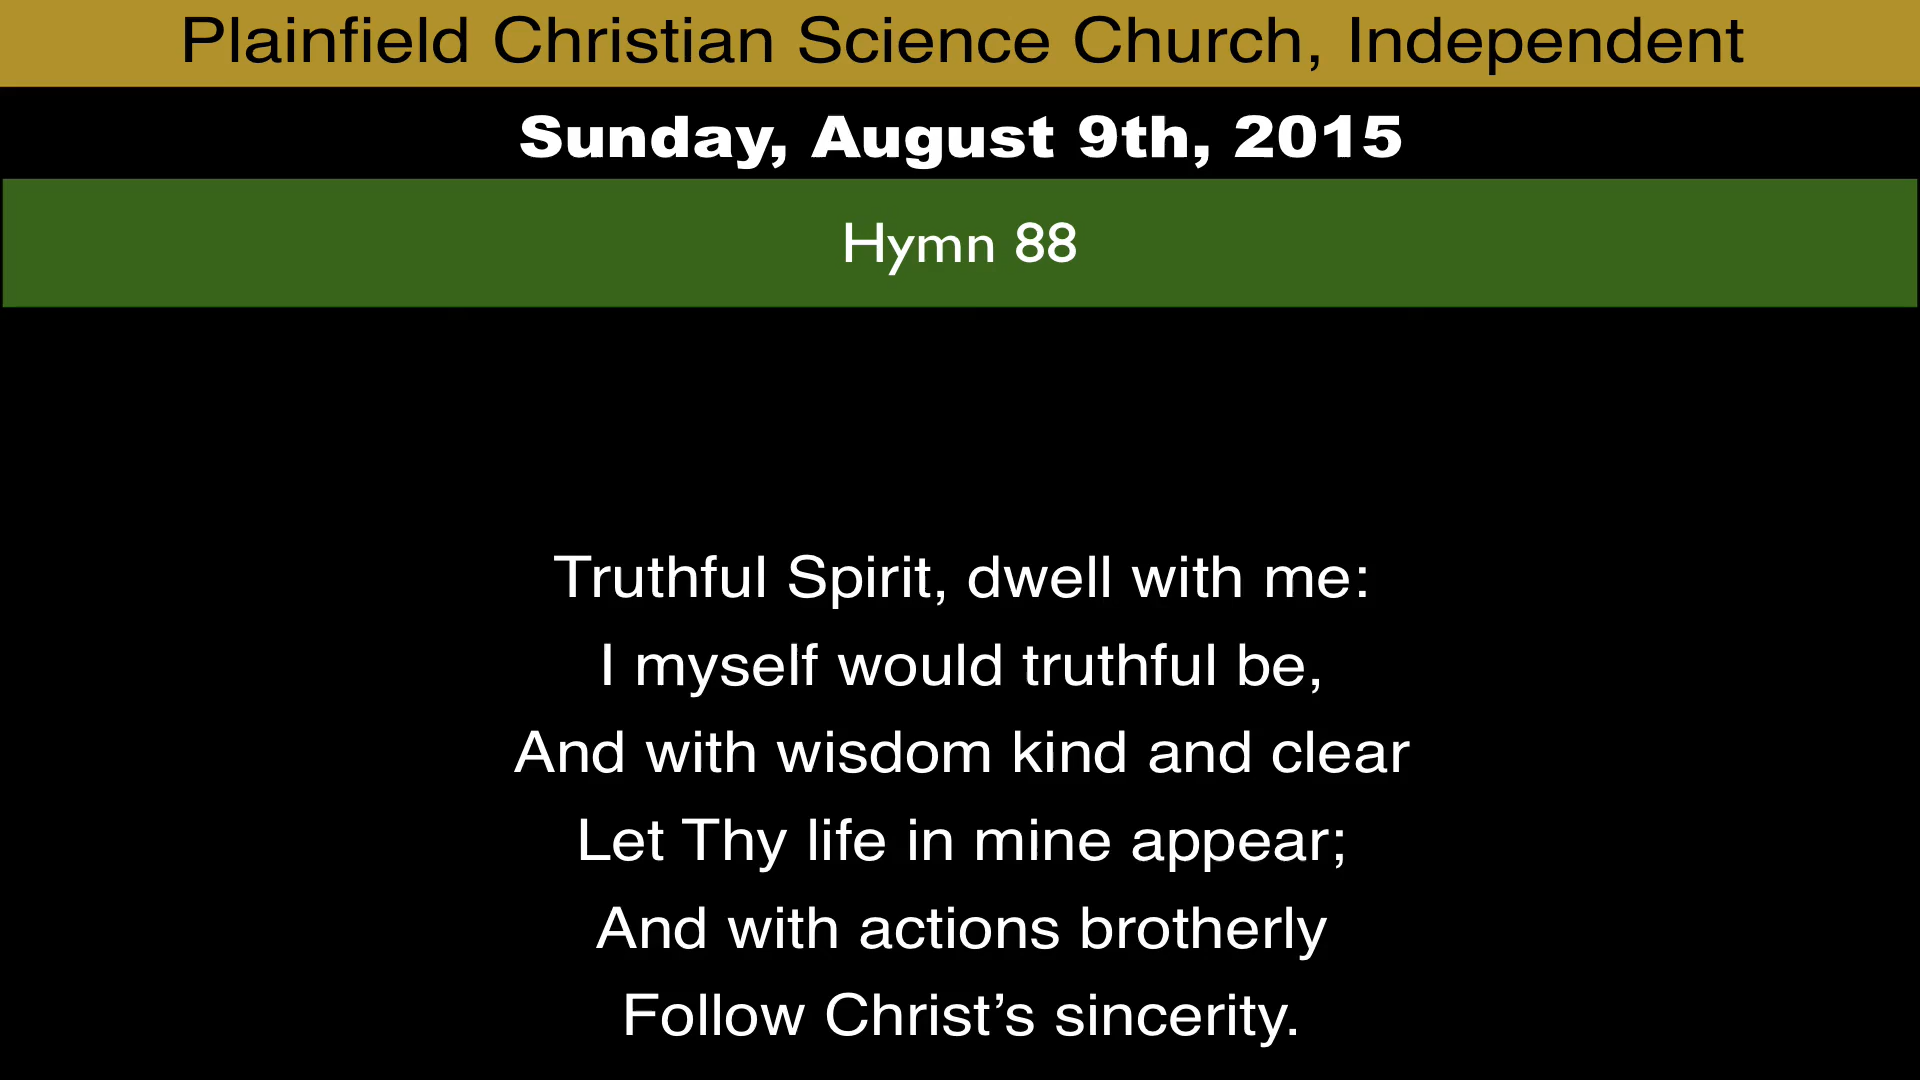 Plainfield Christian Science Church, Independent
Sunday, August 9th, 2015
Hymn 88
Truthful Spirit, dwell with me:
I myself would truthful be,
And with wisdom kind and clear
Let Thy life in mine appear;
And with actions brotherly
Follow Christ’s sincerity.